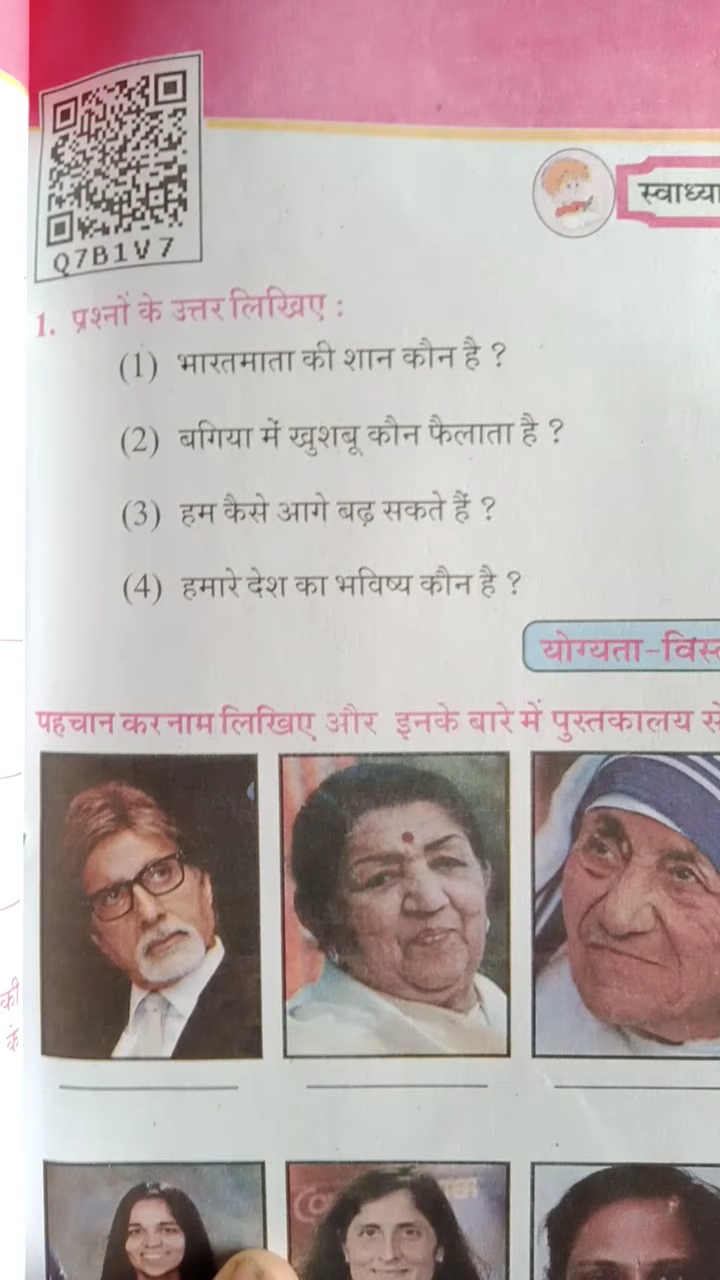 Q7B1V7
स्वाध्या
1. प्रश्नों के उत्तर लिखिए :
(1) भारतमाता की शान कौन है ?
(2) बगिया में खुशबू कौन फैलाता है ?
(3) हम कैसे आगे बढ़ सकते हैं ?
(4) हमारे देश का भविष्य कौन है ?
योग्यता-विस्त
पहचान कर नाम लिखिए और इनके बारे में पुस्तकालय से
की
के